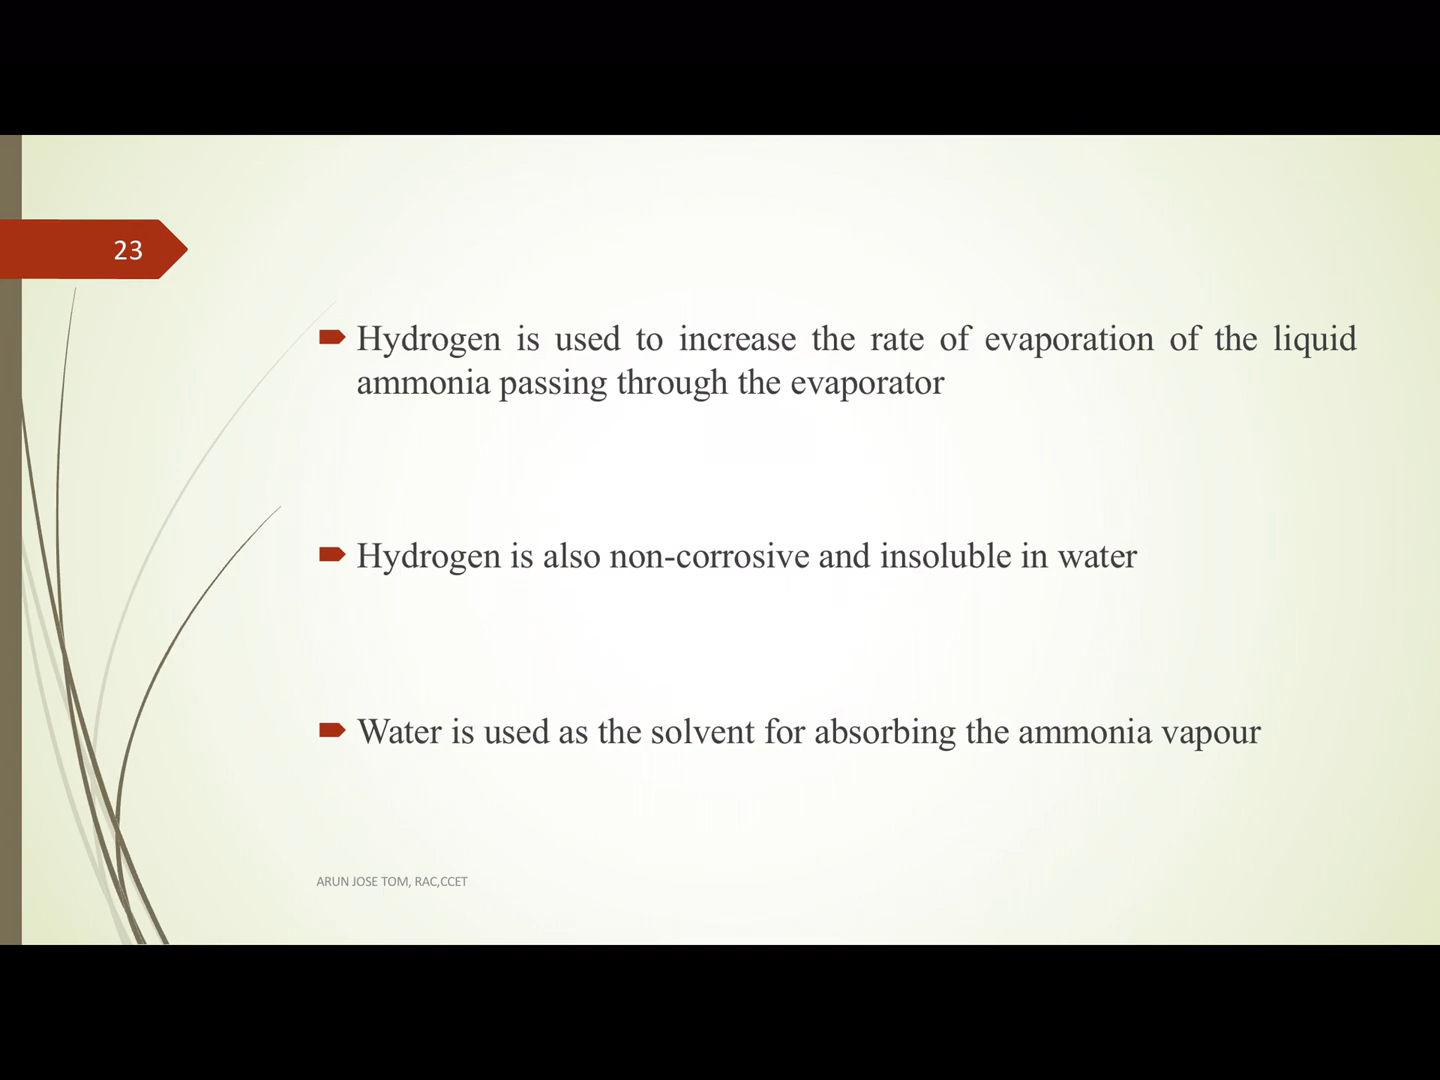 23
Hydrogen is used to increase the rate of evaporation of the liquid
ammonia passing through the evaporator
Hydrogen is also non-corrosive and insoluble in water
Water is used as the solvent for absorbing the ammonia vapour
ARUN JOSE TOM, RAC,CCET